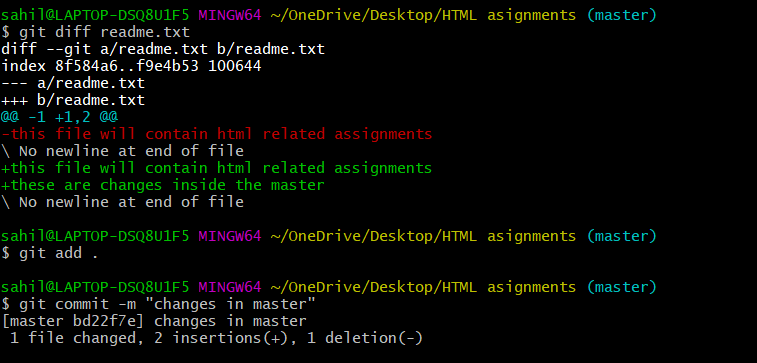 sahil@LAPTOP-DSQ8U1F5 MINGW64 ~/OneDrive/Desktop/HTML asignments (master)
$ git diff readme.txt
diff --git a/readme.txt b/readme.txt
index 8f584a6..f9e4b53 100644
--- a/readme.txt
+++ b/readme.txt
@@ -1 +1,2 @@
-this file will contain html related assignments
\ No newline at end of file
+this file will contain html related assignments
+these are changes inside the master
\ No newline at end of file
sahil@LAPTOP-DSQ8U1F5 MINGW64 ~/OneDrive/Desktop/HTML asignments (master)
$ git add .
sahil@LAPTOP-DSQ8U1F5 MINGW64 ~/OneDrive/Desktop/HTML asignments (master)
$ git commit -m "changes in master"
[master bd22f7e] changes in master
 1 file changed, 2 insertions(+), 1 deletion(-)